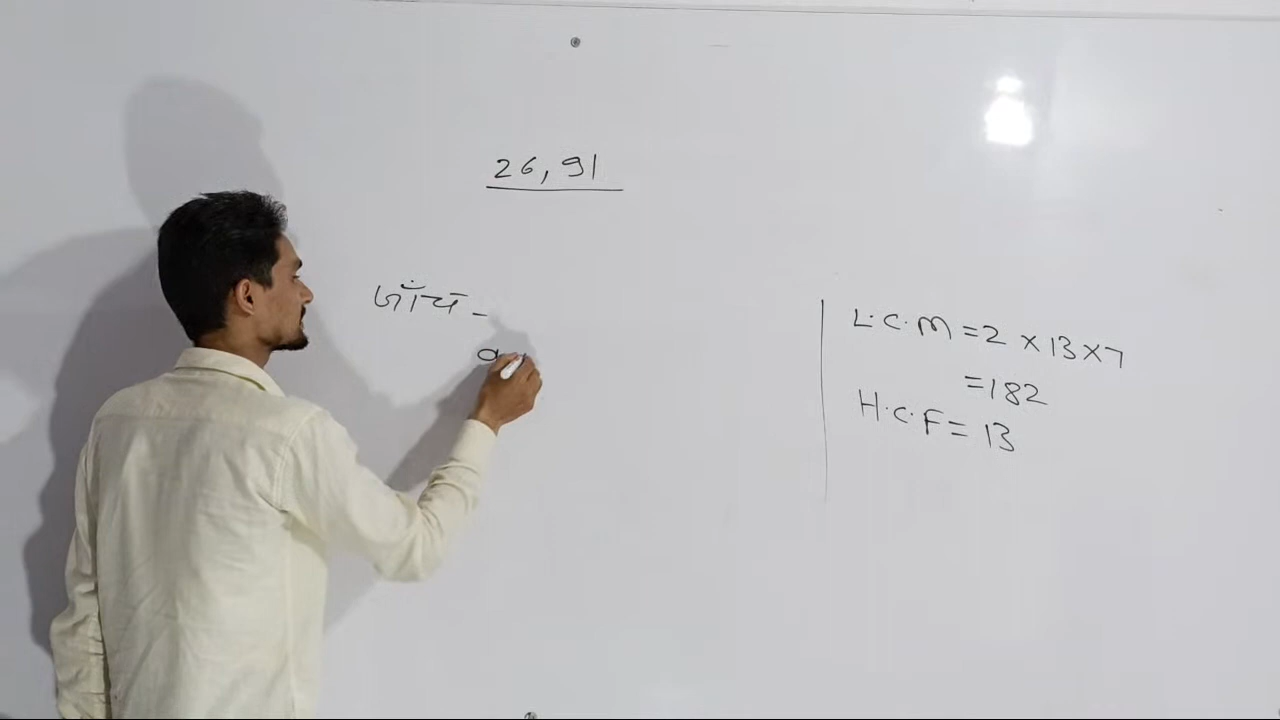 26, 91
जाँच -
a
L.C.M = 2 × 13 × 7
= 182
H.C.F = 13